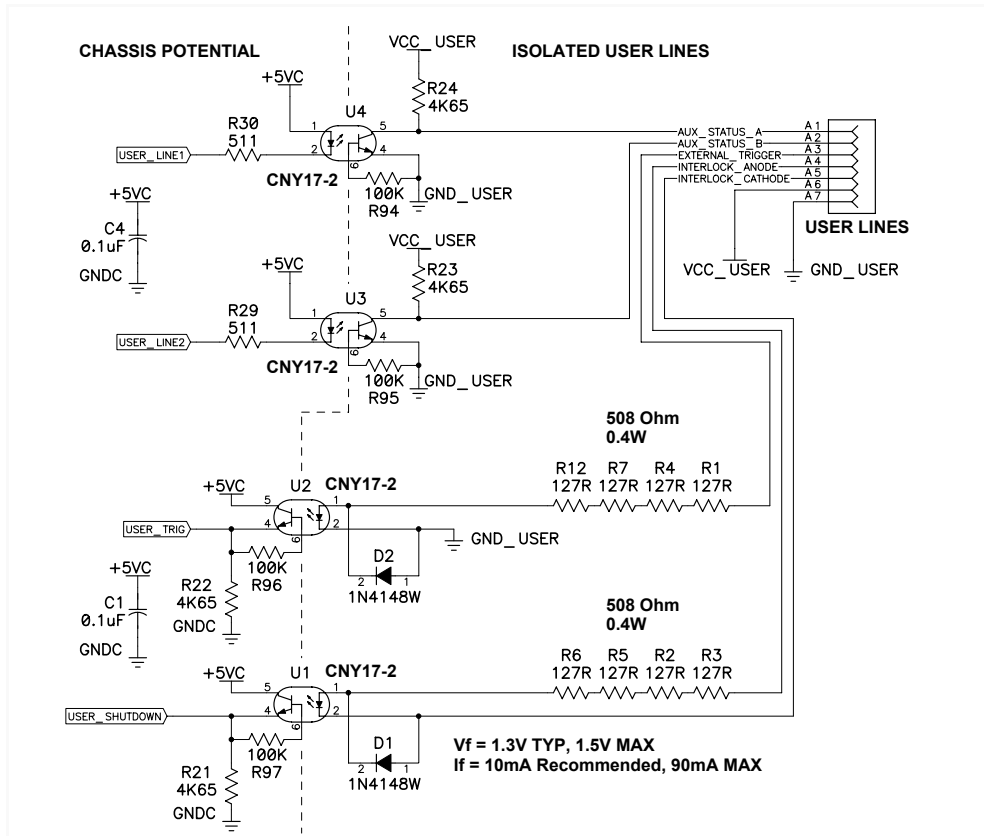 CHASSIS POTENTIAL
ISOLATED USER LINES
VCC_USER
+5VC
R24
4K65
U4
1
5
2
4
6
R30
511
USER_LINE1
CNY17-2
100K
R94
GND_USER
AUX_STATUS_A
AUX_STATUS_B
EXTERNAL_TRIGGER
INTERLOCK_ANODE
INTERLOCK_CATHODE
A1
A2
A3
A4
A5
A6
A7
USER LINES
VCC_USER
GND_USER
+5VC
C4
0.1uF
GNDC
VCC_USER
+5VC
R23
4K65
U3
1
5
2
4
6
R29
511
USER_LINE2
CNY17-2
100K
R95
GND_USER
508 Ohm
0.4W
R12 R7 R4 R1
127R 127R 127R 127R
U2
CNY17-2
+5VC
5
1
4
2
6
USER_TRIG
GND_USER
100K
R96
D2
2 1
1N4148W
+5VC
C1
0.1uF
GNDC
R22
4K65
GNDC
508 Ohm
0.4W
R6 R5 R2 R3
127R 127R 127R 127R
U1
CNY17-2
+5VC
5
1
4
2
6
USER_SHUTDOWN
100K
R97
D1
2 1
1N4148W
R21
4K65
GNDC
Vf = 1.3V TYP, 1.5V MAX
If = 10mA Recommended, 90mA MAX